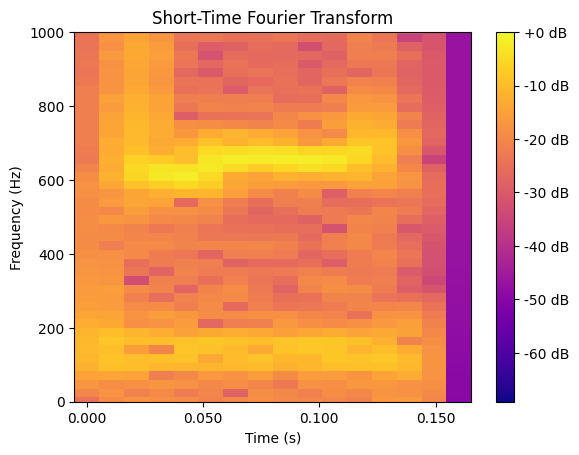 Short-Time Fourier Transform
1000
800
600
400
200
0
Frequency (Hz)
0.000
0.050
0.100
0.150
Time (s)
+0 dB
-10 dB
-20 dB
-30 dB
-40 dB
-50 dB
-60 dB